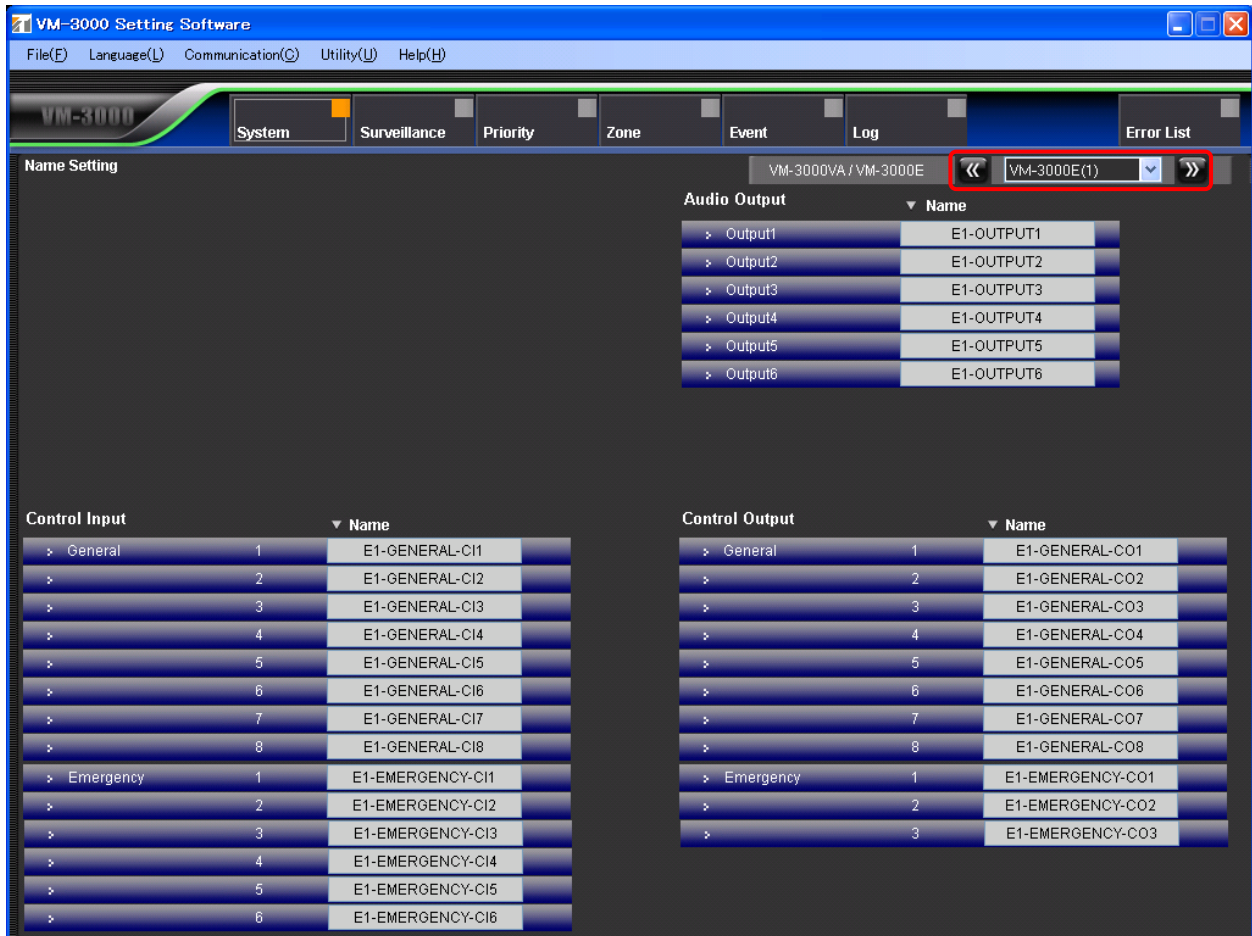 VM-3000 Setting Software
File(F) Language(L) Communication(C) Utility(U) Help(H)
VM-3000
System Surveillance Priority Zone Event Log Error List
Name Setting
VM-3000VA / VM-3000E VM-3000E(1)
Audio Output Name
Output1 E1-OUTPUT1
Output2 E1-OUTPUT2
Output3 E1-OUTPUT3
Output4 E1-OUTPUT4
Output5 E1-OUTPUT5
Output6 E1-OUTPUT6
Control Input Name
General 1 E1-GENERAL-CI1
2 E1-GENERAL-CI2
3 E1-GENERAL-CI3
4 E1-GENERAL-CI4
5 E1-GENERAL-CI5
6 E1-GENERAL-CI6
7 E1-GENERAL-CI7
8 E1-GENERAL-CI8
Emergency 1 E1-EMERGENCY-CI1
2 E1-EMERGENCY-CI2
3 E1-EMERGENCY-CI3
4 E1-EMERGENCY-CI4
5 E1-EMERGENCY-CI5
6 E1-EMERGENCY-CI6
Control Output Name
General 1 E1-GENERAL-CO1
2 E1-GENERAL-CO2
3 E1-GENERAL-CO3
4 E1-GENERAL-CO4
5 E1-GENERAL-CO5
6 E1-GENERAL-CO6
7 E1-GENERAL-CO7
8 E1-GENERAL-CO8
Emergency 1 E1-EMERGENCY-CO1
2 E1-EMERGENCY-CO2
3 E1-EMERGENCY-CO3